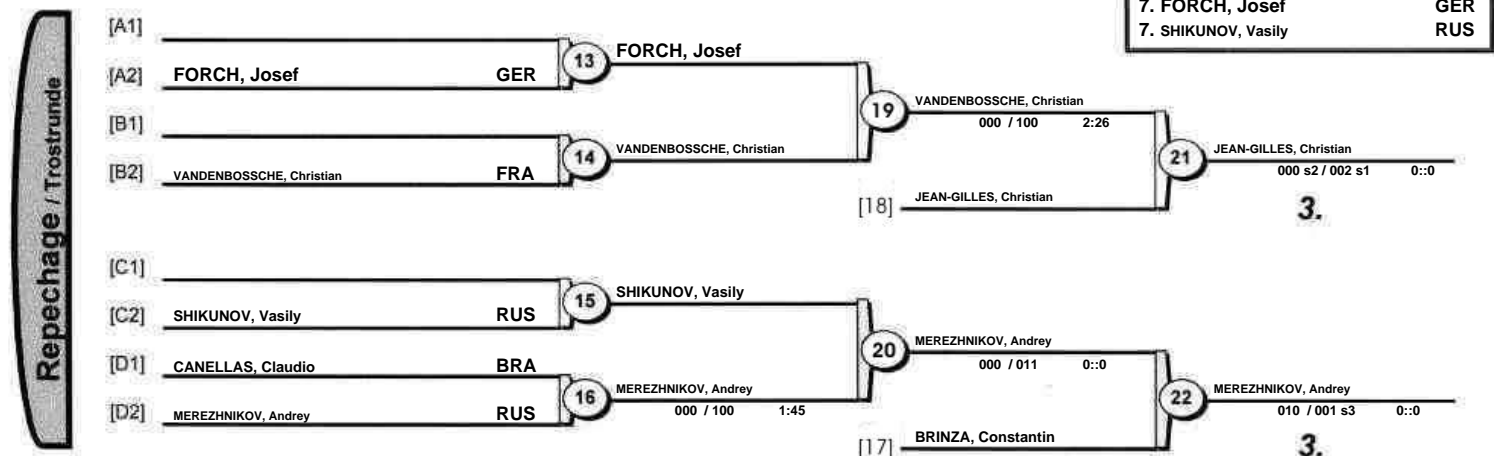 7. FORCH, Josef GER
7. SHIKUNOV, Vasily RUS
Repechage / Trostrunde
[A1]
[A2] FORCH, Josef GER
13 FORCH, Josef
[B1]
[B2] VANDENBOSSCHE, Christian FRA
14 VANDENBOSSCHE, Christian
19 VANDENBOSSCHE, Christian
000 / 100 2:26
[18] JEAN-GILLES, Christian
21 JEAN-GILLES, Christian
000 s2 / 002 s1 0::0
3.
[C1]
[C2] SHIKUNOV, Vasily RUS
15 SHIKUNOV, Vasily
[D1] CANELLAS, Claudio BRA
[D2] MEREZHNIKOV, Andrey RUS
16 MEREZHNIKOV, Andrey
000 / 100 1:45
20 MEREZHNIKOV, Andrey
000 / 011 0::0
[17] BRINZA, Constantin
22 MEREZHNIKOV, Andrey
010 / 001 s3 0::0
3.